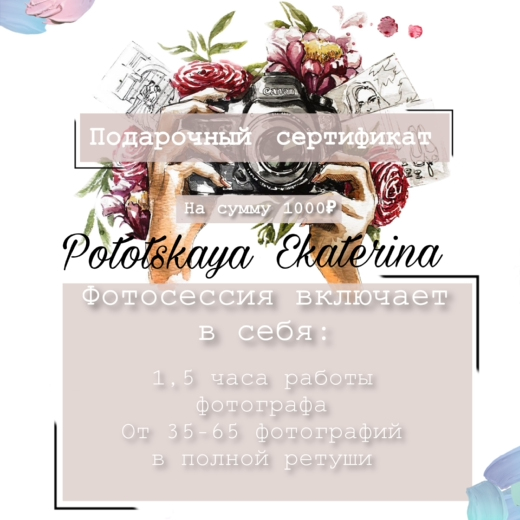 Подарочный сертификат
На сумму 1000₽
Pototskaya Ekaterina
Фотосессия включает
в себя:
1,5 часа работы
фотографа
От 35-65 фотографий
в полной ретуши